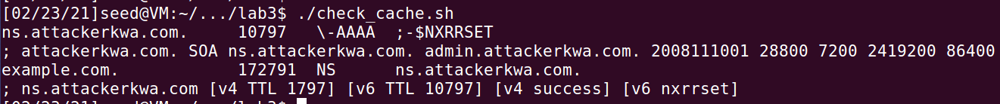 [02/23/21]seed@VM:~/.../lab3$ ./check_cache.sh
ns.attackerkwa.com. 10797 \-AAAA ;-$NXRRSET
; attackerkwa.com. SOA ns.attackerkwa.com. admin.attackerkwa.com. 2008111001 28800 7200 2419200 86400
example.com. 172791 NS ns.attackerkwa.com.
; ns.attackerkwa.com [v4 TTL 1797] [v6 TTL 10797] [v4 success] [v6 nxrrset]
[02/23/21]seed@VM:~/.../lab3$